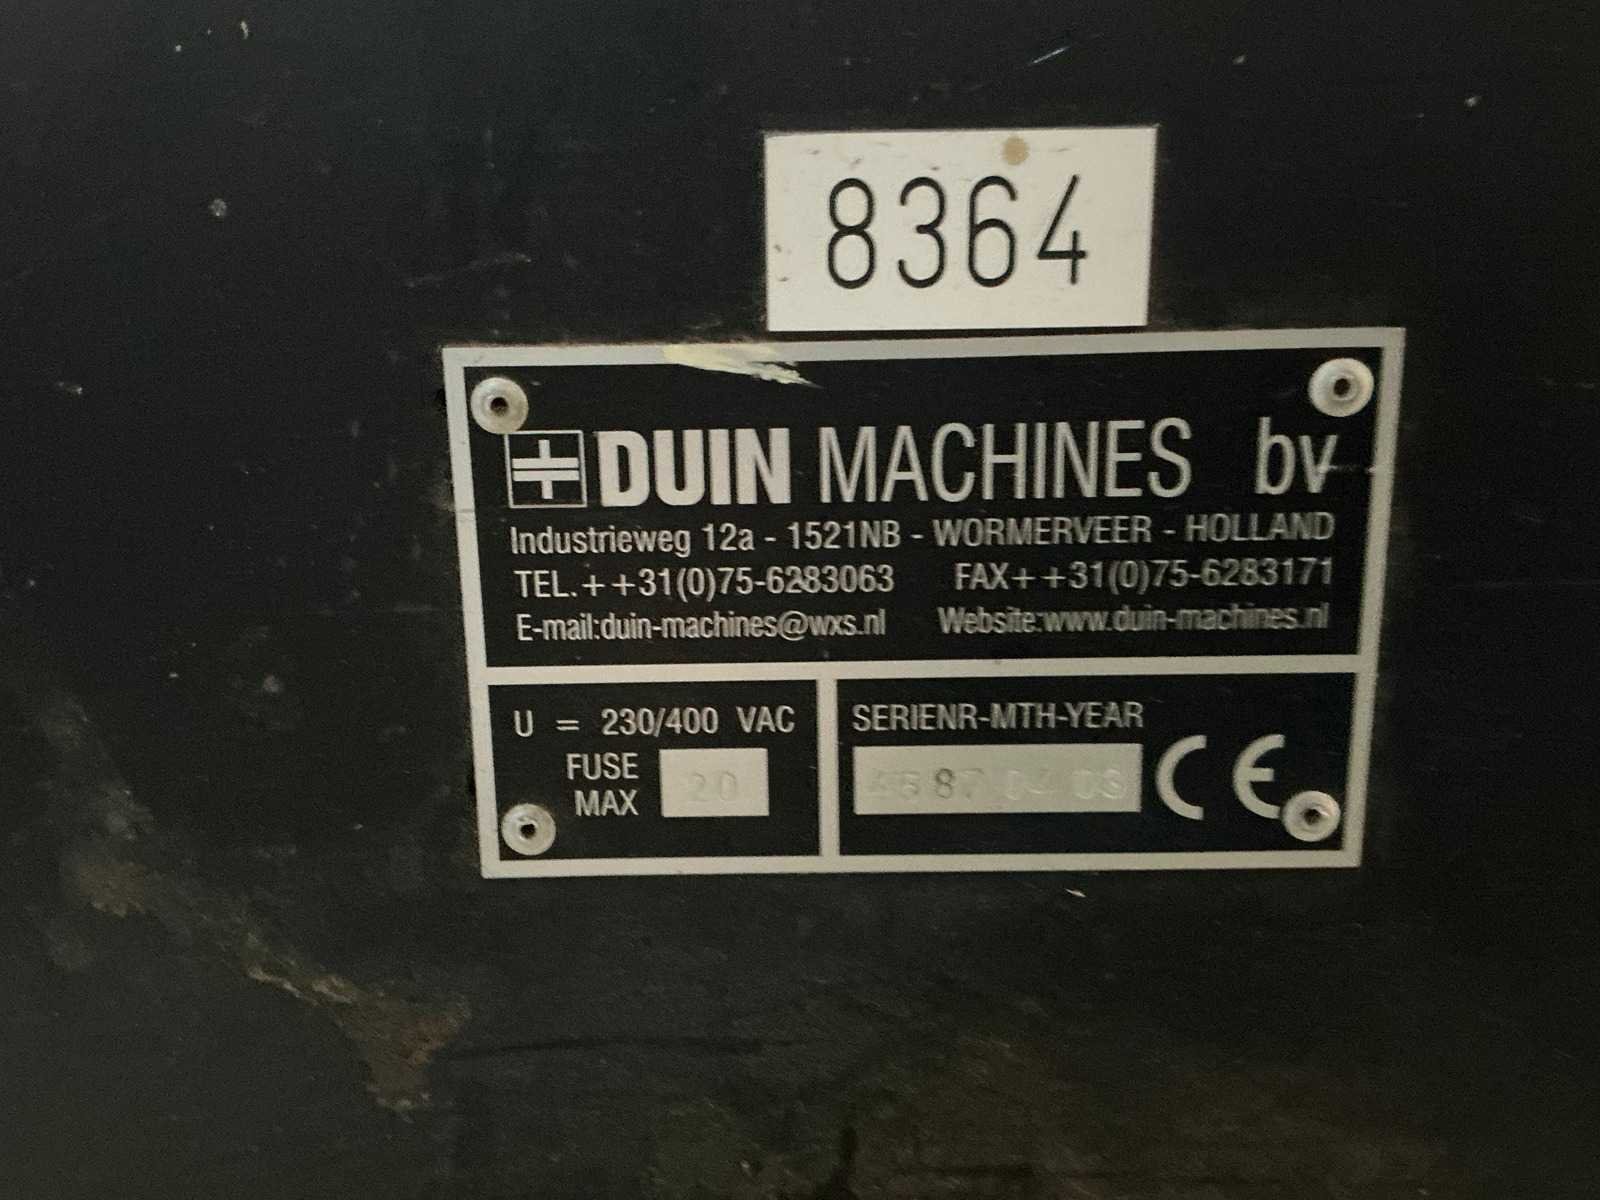 8364
DUIN MACHINES bv
Industrieweg 12a - 1521NB - WORMERVEER - HOLLAND
TEL.++31(0)75-6283063 FAX++31(0)75-6283171
E-mail:duin-machines@wxs.nl Website:www.duin-machines.nl
U = 230/400 VAC
FUSE
MAX 20
SERIENR-MTH-YEAR
CE